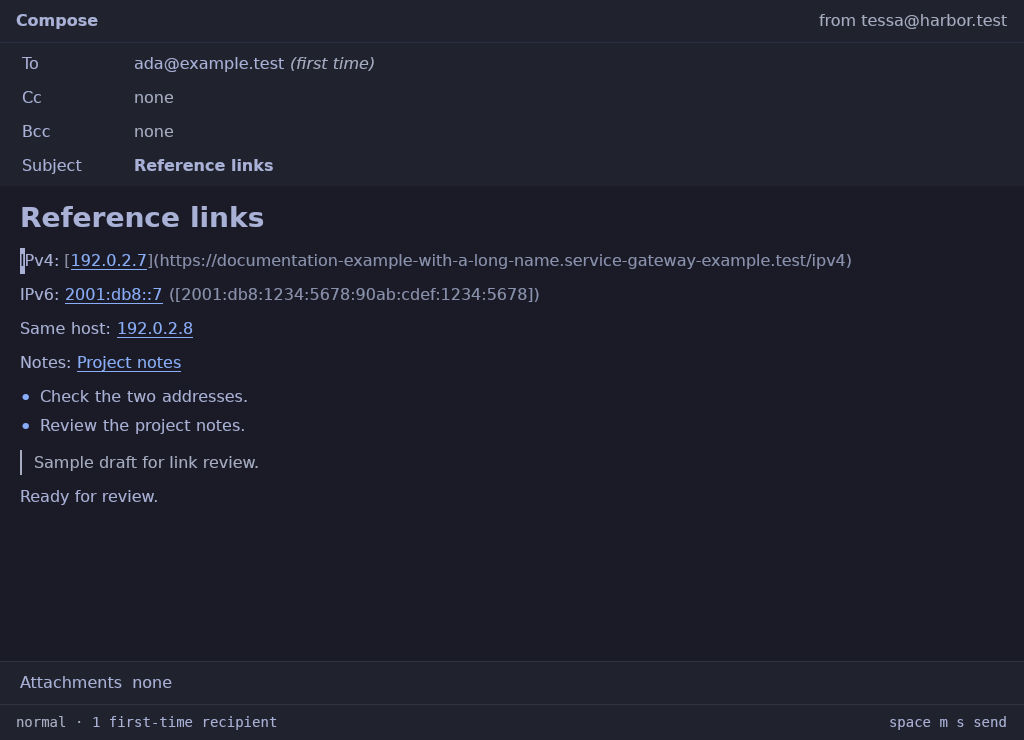 Compose
from tessa@harbor.test
To ada@example.test (first time)
Cc none
Bcc none
Subject Reference links
Reference links
IPv4: [192.0.2.7](https://documentation-example-with-a-long-name.service-gateway-example.test/ipv4)
IPv6: 2001:db8::7 ([2001:db8:1234:5678:90ab:cdef:1234:5678])
Same host: 192.0.2.8
Notes: Project notes
• Check the two addresses.
• Review the project notes.
Sample draft for link review.
Ready for review.
Attachments none
normal · 1 first-time recipient
space m s send